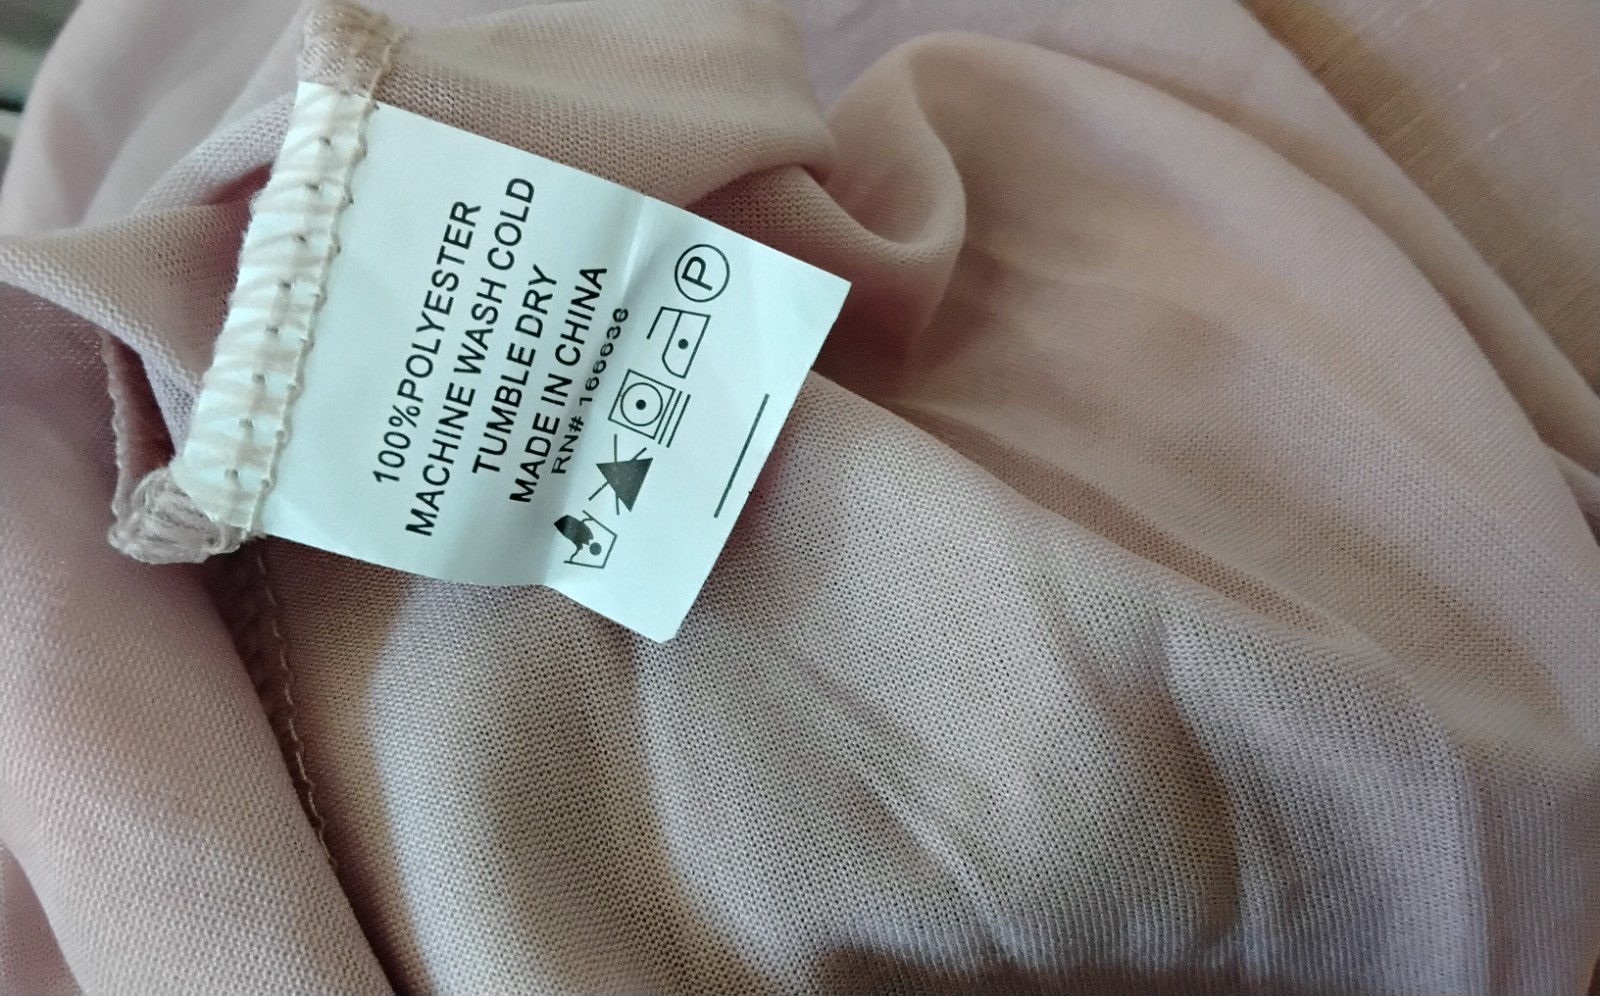 100%POLYESTER
MACHINE WASH COLD
TUMBLE DRY
MADE IN CHINA
RN# 166636
P